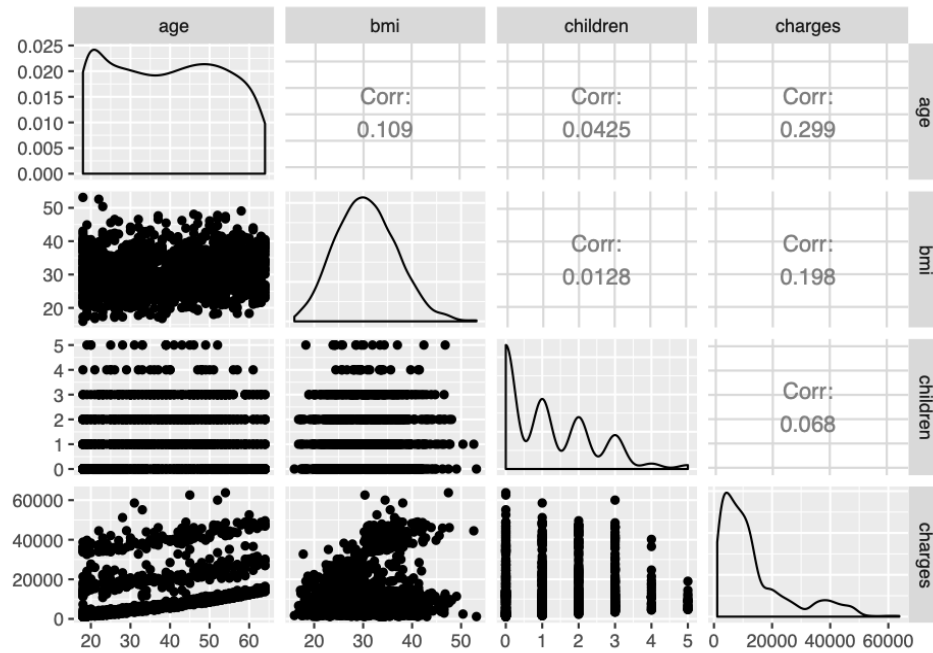 age
bmi
children
charges
0.025
0.020
0.015
0.010
0.005
0.000
Corr:
0.109
Corr:
0.0425
Corr:
0.299
age
50
40
30
20
Corr:
0.0128
Corr:
0.198
bmi
5
4
3
2
1
0
Corr:
0.068
children
60000
40000
20000
0
charges
20 30 40 50 60
20 30 40 50
0 1 2 3 4 5
0 20000 40000 60000